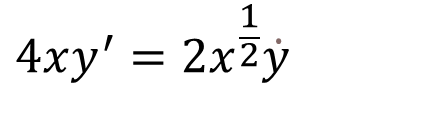 4xy′ = 2x^{1/2}ẏ